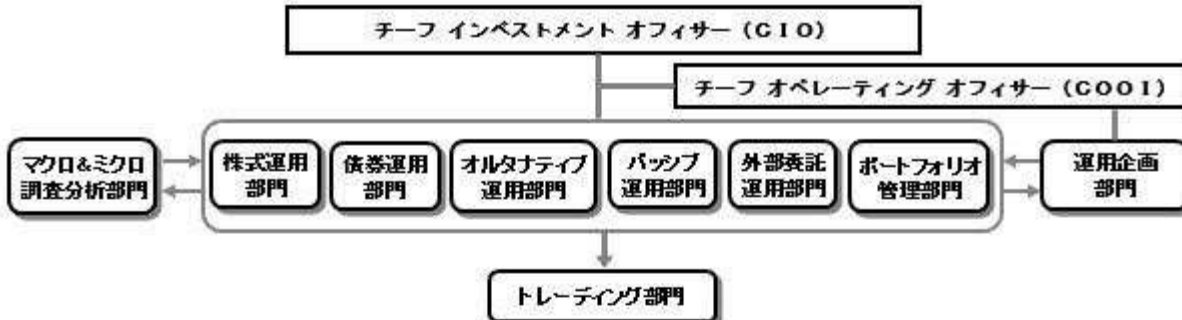 チーフ インベストメント オフィサー (CIO)
チーフ オペレーティング オフィサー (COOI)
マクロ&ミクロ
調査分析部門
株式運用
部門
債券運用
部門
オルタナティブ
運用部門
パッシブ
運用部門
外部委託
運用部門
ポートフォリオ
管理部門
運用企画
部門
トレーディング部門